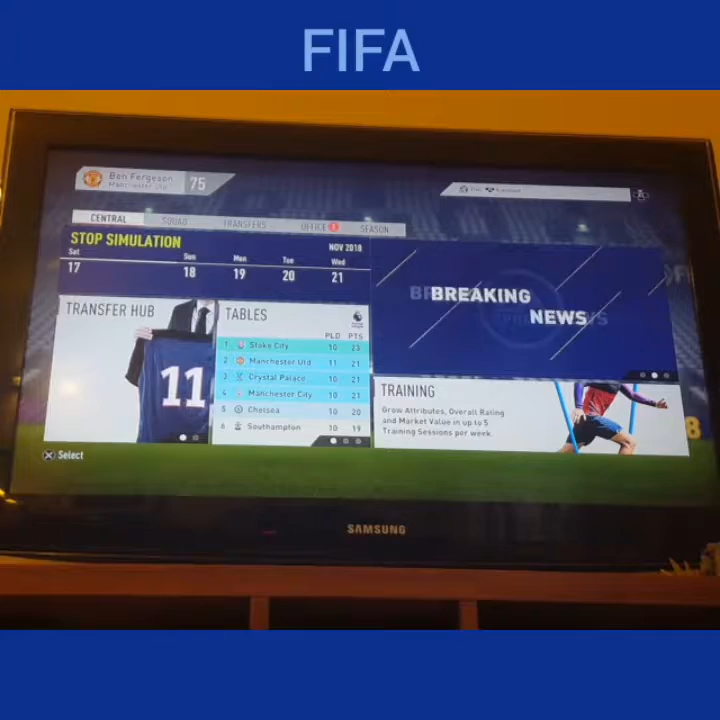 FIFA
Ben Fergeson
Manchester Utd
75
CENTRAL SQUAD TRANSFERS OFFICE SEASON
STOP SIMULATION
NOV 2018
Sat Sun Mon Tue Wed
17 18 19 20 21
BREAKING
NEWS
TRANSFER HUB
11
TABLES
PLD PTS
1 Stoke City 10 23
2 Manchester Utd 11 21
3 Crystal Palace 10 21
4 Manchester City 10 21
5 Chelsea 10 20
6 Southampton 10 19
TRAINING
Grow Attributes, Overall Rating
and Market Value in up to 5
Training Sessions per week.
8
Select
SAMSUNG